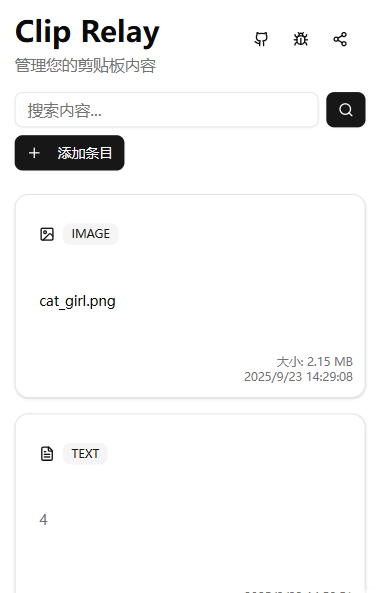 Clip Relay
管理您的剪贴板内容
搜索内容...
添加条目
IMAGE
cat_girl.png
大小: 2.15 MB
2025/9/23 14:29:08
TEXT
4